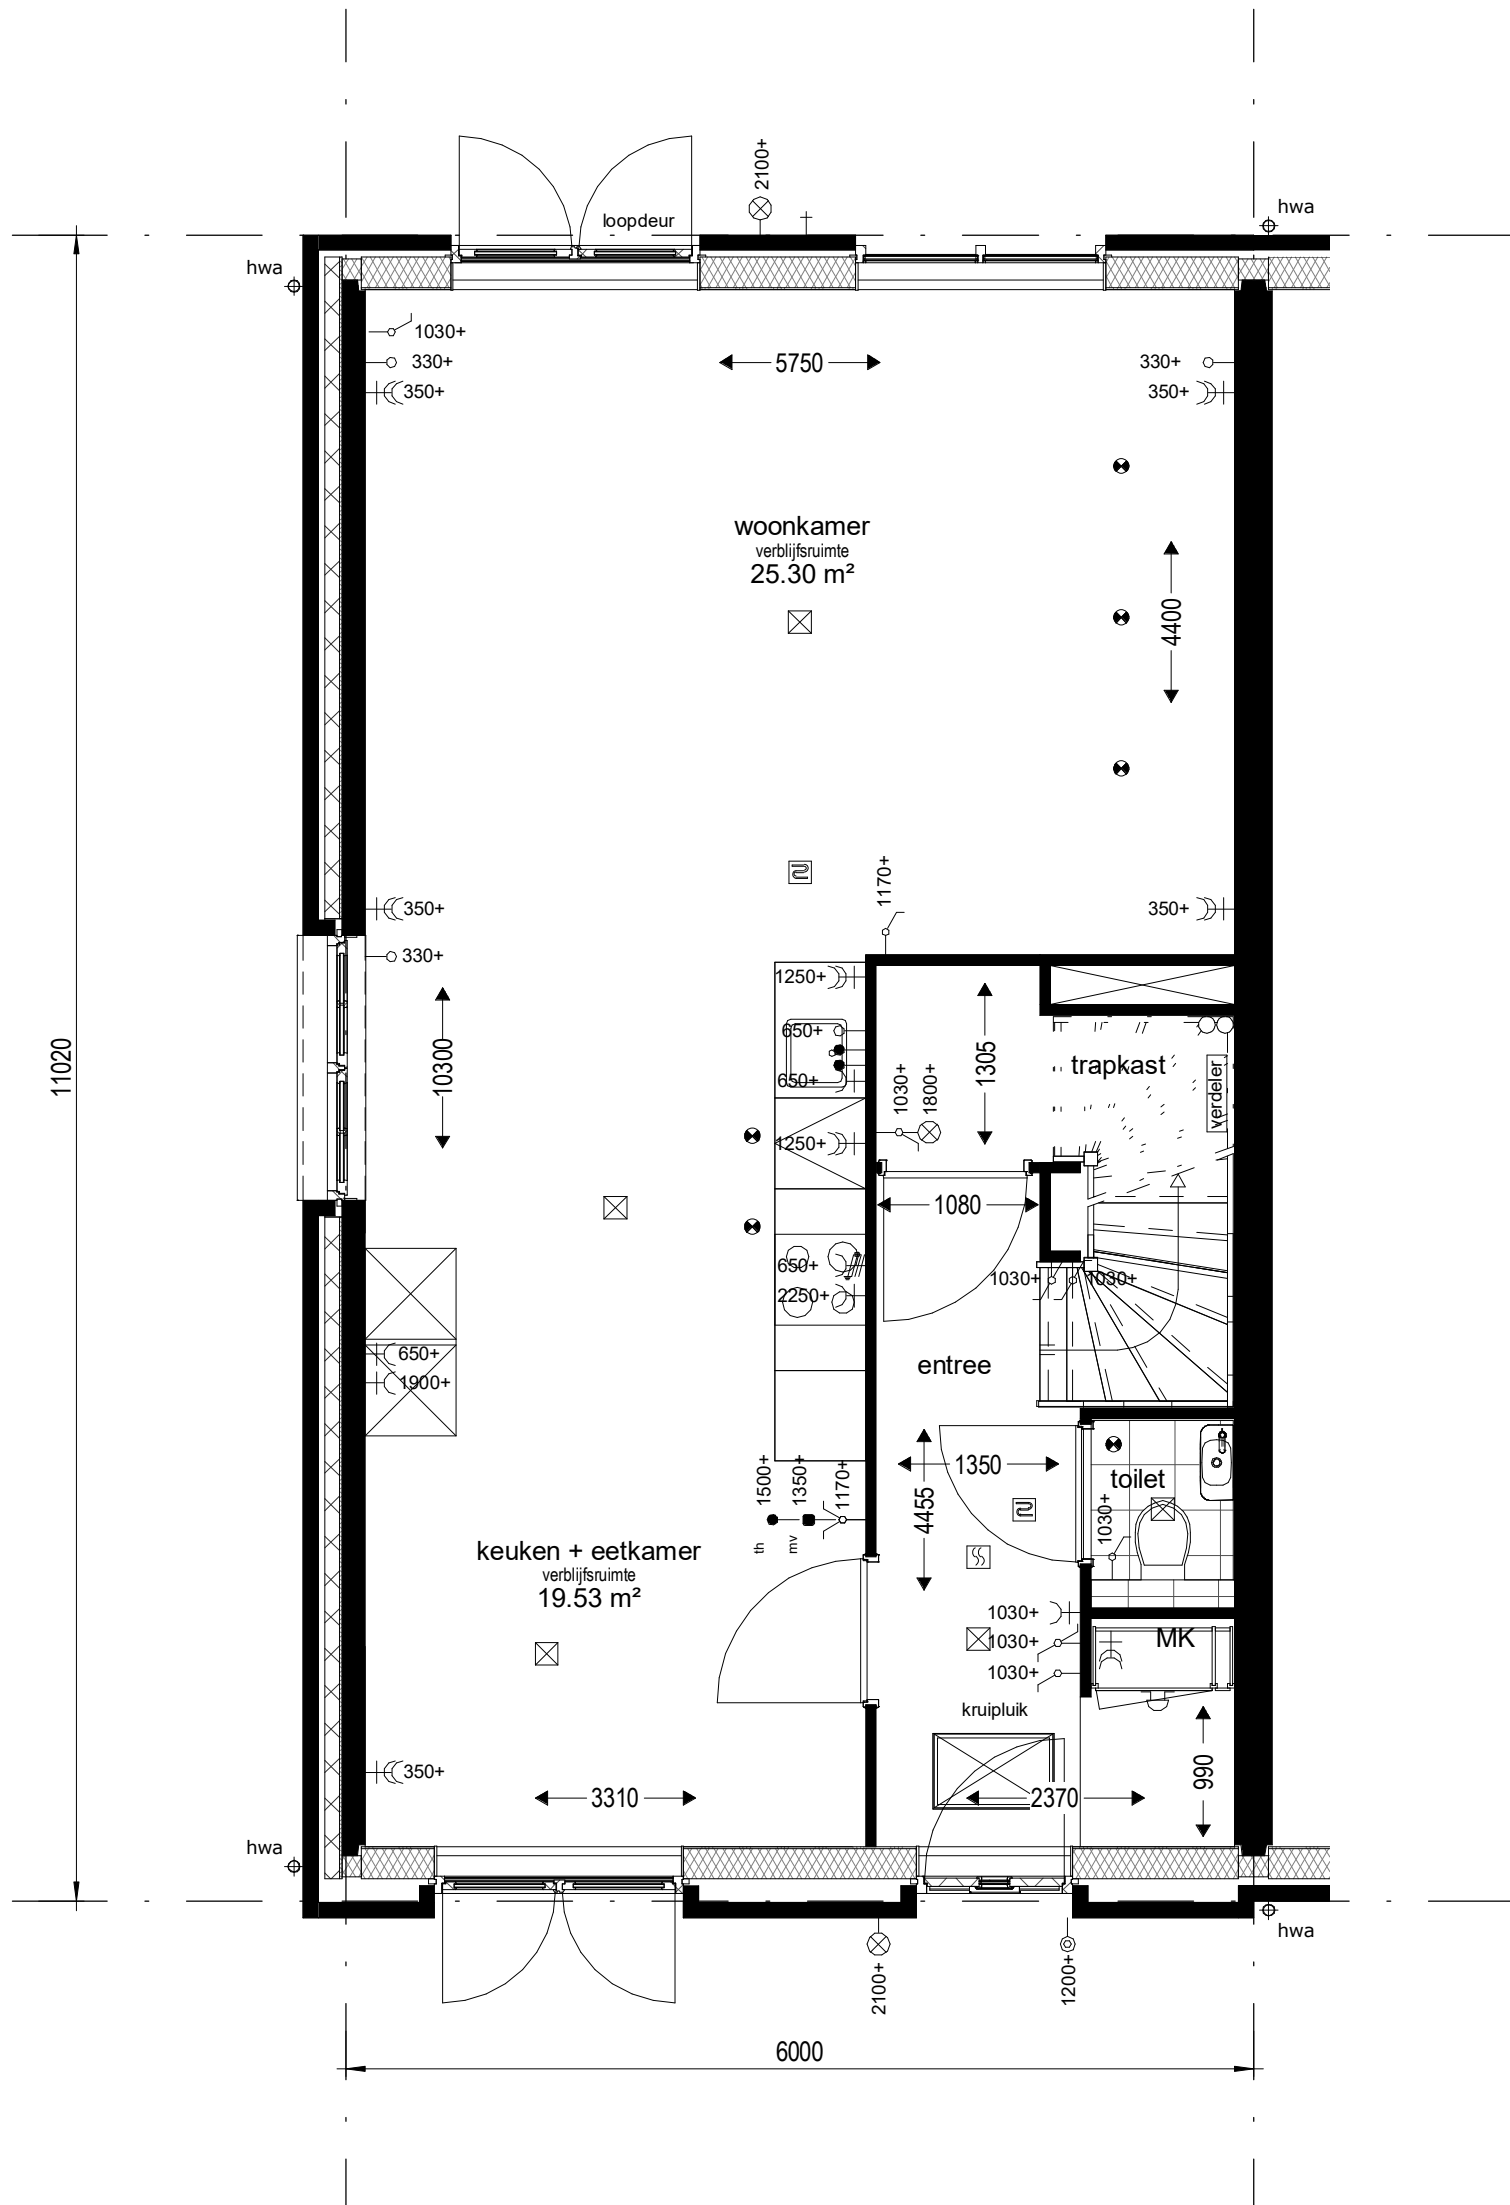 2100+
loopdeur
hwa
hwa
1030+
330+
350+
5750
330+
350+
woonkamer
verblijfsruimte
25.30 m²
4400
1170+
350+
330+
350+
1250+
650+
650+
1250+
650+
2250+
11020
10300
1305
trapkast
verdeler
1030+
1800+
1080
1030+
1030+
650+
1900+
entree
1350
4455
toilet
1030+
1500+
1350+
1170+
th
mv
keuken + eetkamer
verblijfsruimte
19.53 m²
1030+
1030+
1030+
MK
kruipluik
350+
3310
2370
990
hwa
hwa
2100+
1200+
6000